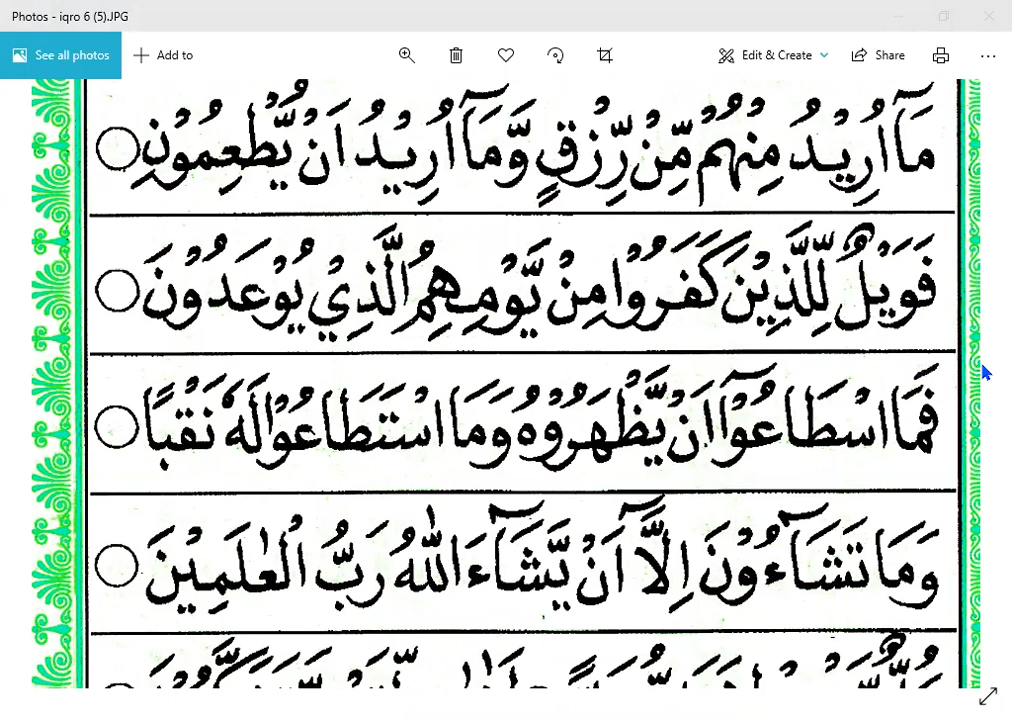 Photos - iqro 6 (5).JPG
See all photos
Add to
Edit & Create
Share
مَآ اُرِيْدُ مِنْهُمْ مِّنْ رِّزْقٍ وَّمَآ اُرِيْدُ اَنْ يُّطْعِمُوْنِ
فَوَيْلٌ لِّلَّذِيْنَ كَفَرُوْا مِنْ يَّوْمِهِمُ الَّذِيْ يُوْعَدُوْنَ
فَمَا اسْطَاعُوْٓا اَنْ يَّظْهَرُوْهُ وَمَا اسْتَطَاعُوْا لَهٗ نَقْبًا
وَمَا تَشَآءُوْنَ اِلَّآ اَنْ يَّشَآءَ اللّٰهُ رَبُّ الْعٰلَمِيْنَ